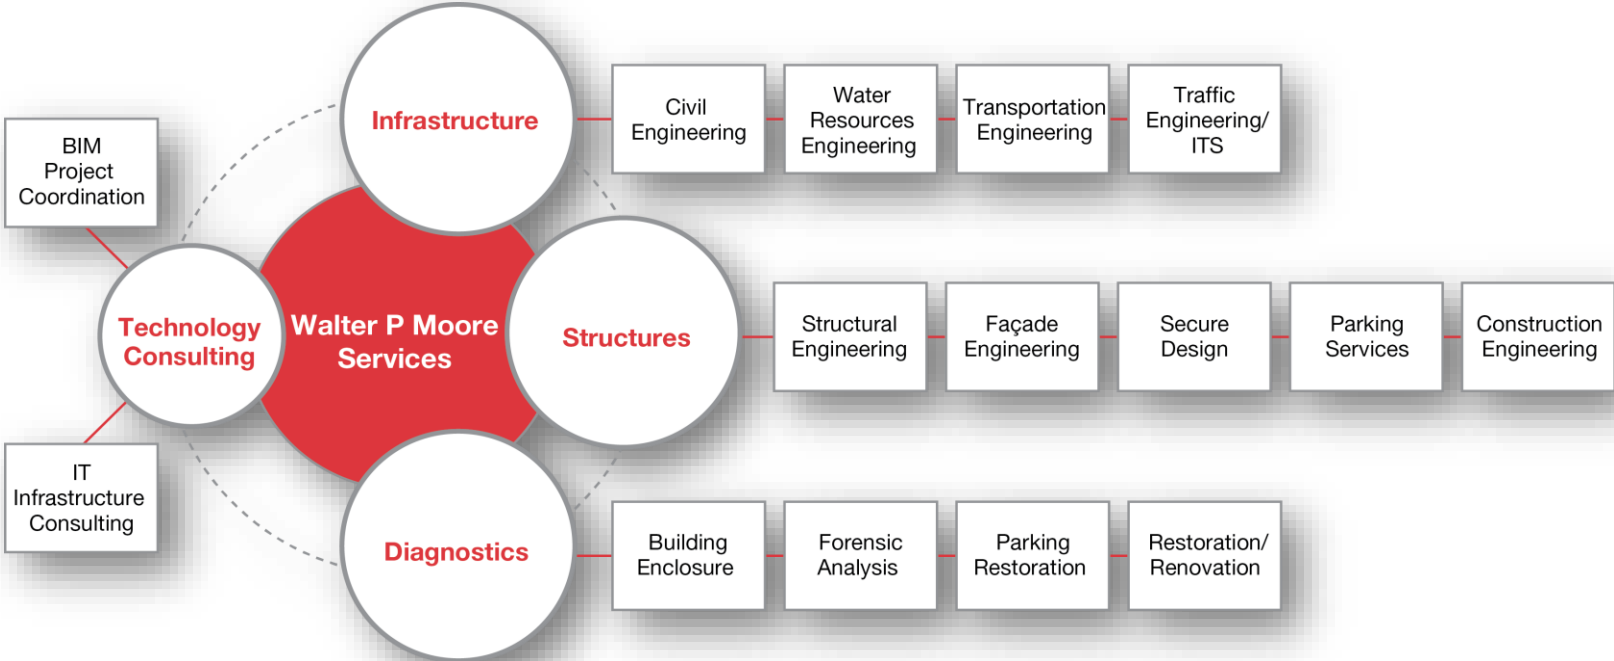 Infrastructure
Civil
Engineering
Water
Resources
Engineering
Transportation
Engineering
Traffic
Engineering/
ITS
BIM
Project
Coordination
Technology
Consulting
Walter P Moore
Services
Structures
Structural
Engineering
Façade
Engineering
Secure
Design
Parking
Services
Construction
Engineering
IT
Infrastructure
Consulting
Diagnostics
Building
Enclosure
Forensic
Analysis
Parking
Restoration
Restoration/
Renovation